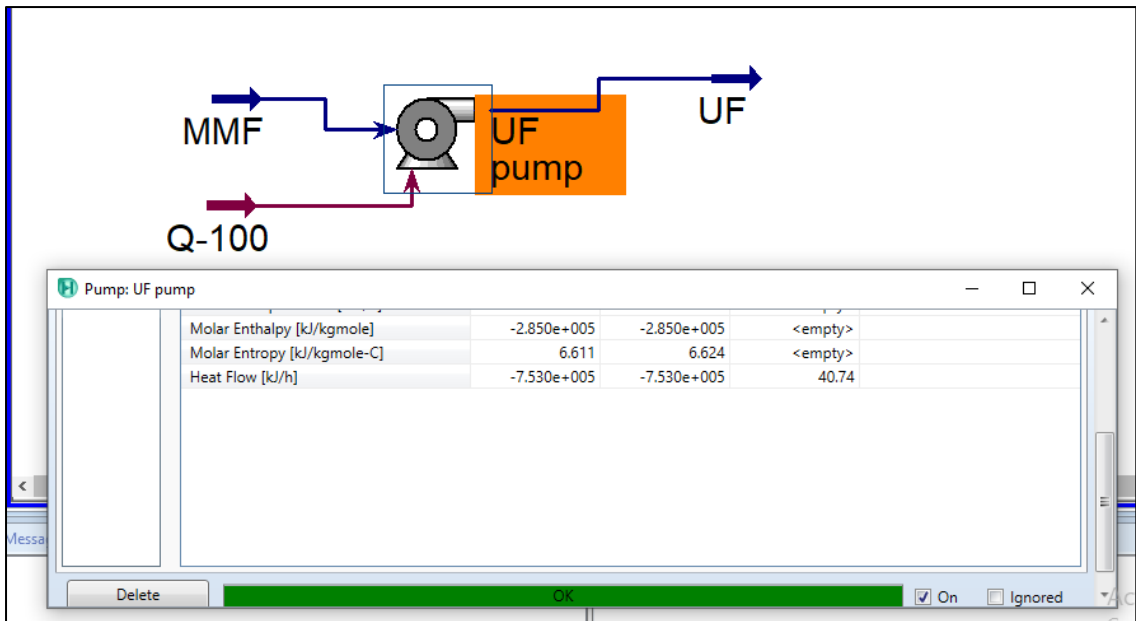 MMF
UF
pump
UF
Q-100
Pump: UF pump
Molar Enthalpy [kJ/kgmole] -2.850e+005 -2.850e+005 <empty>
Molar Entropy [kJ/kgmole-C] 6.611 6.624 <empty>
Heat Flow [kJ/h] -7.530e+005 -7.530e+005 40.74
Messa
Delete OK On Ignored